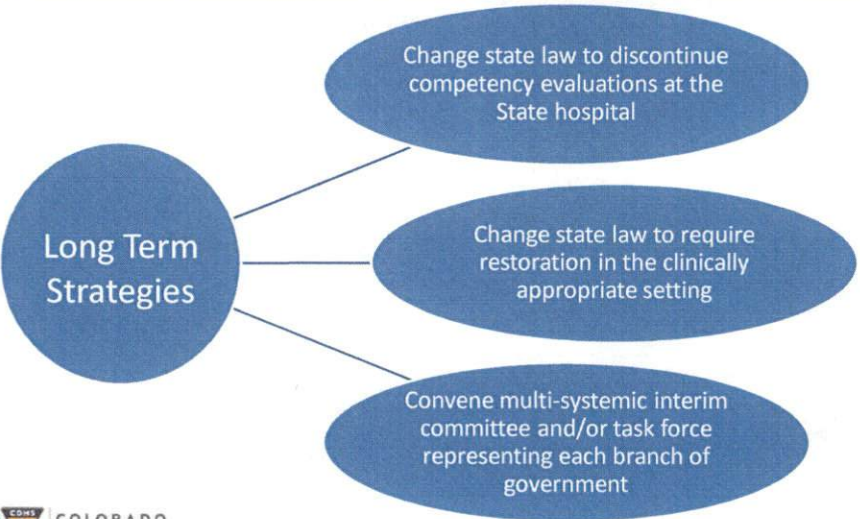 Change state law to discontinue
competency evaluations at the
State hospital
Long Term
Strategies
Change state law to require
restoration in the clinically
appropriate setting
Convene multi-systemic interim
committee and/or task force
representing each branch of
government
CDHS
COLORADO